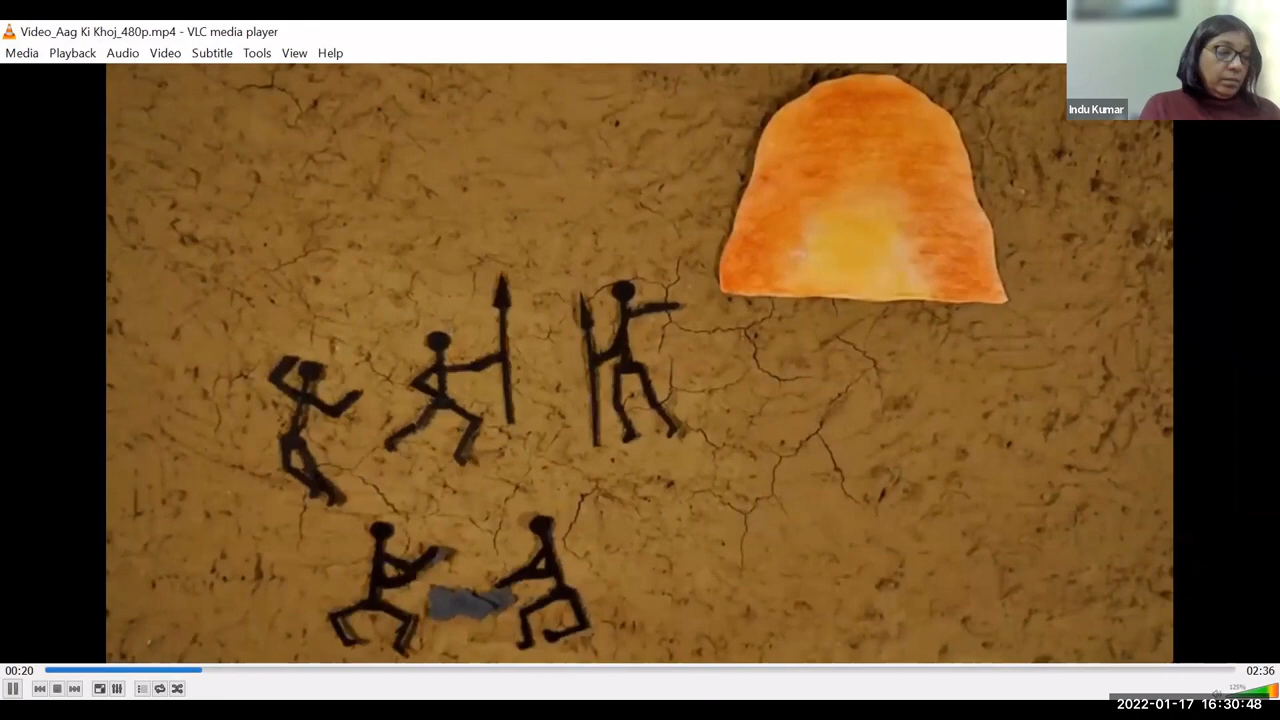 Video_Aag Ki Khoj_480p.mp4 - VLC media player
Media Playback Audio Video Subtitle Tools View Help
Indu Kumar
00:20
02:36
125%
2022-01-17 16:30:48